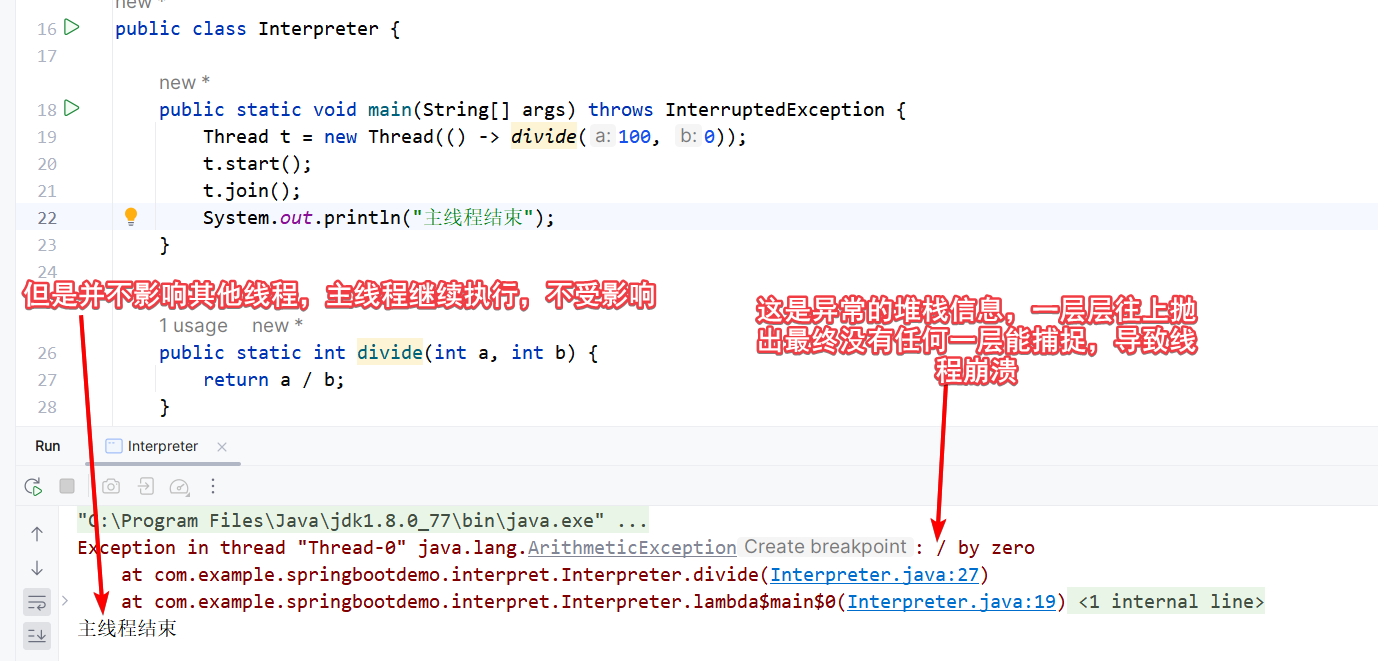 new *
16 public class Interpreter {
17
new *
18 public static void main(String[] args) throws InterruptedException {
19 Thread t = new Thread(() -> divide( a: 100, b: 0));
20 t.start();
21 t.join();
22 System.out.println("主线程结束");
23 }
24
但是并不影响其他线程，主线程继续执行，不受影响
这是异常的堆栈信息，一层层往上抛
出最终没有任何一层能捕捉，导致线
程崩溃
1 usage new *
26 public static int divide(int a, int b) {
27 return a / b;
28 }
Run Interpreter
"C:\Program Files\Java\jdk1.8.0_77\bin\java.exe" ...
Exception in thread "Thread-0" java.lang.ArithmeticException Create breakpoint : / by zero
at com.example.springbootdemo.interpret.Interpreter.divide(Interpreter.java:27)
at com.example.springbootdemo.interpret.Interpreter.lambda$main$0(Interpreter.java:19) <1 internal line>
主线程结束